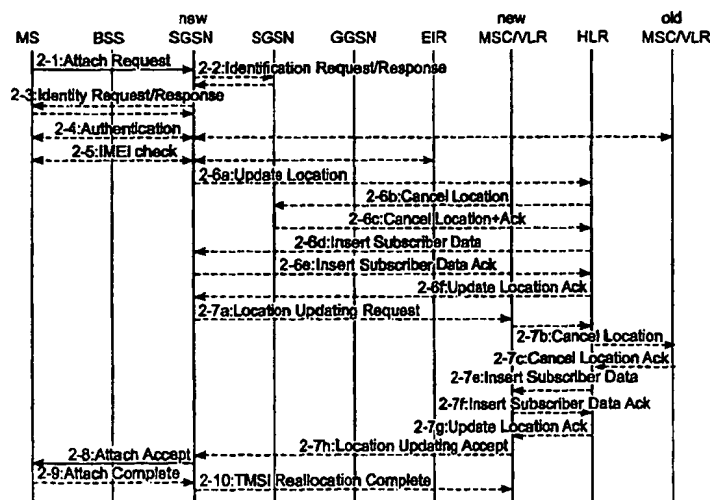 new new old
MS BSS SGSN SGSN GGSN EIR MSC/VLR HLR MSC/VLR
2-1:Attach Request
2-2:Identification Request/Response
2-3:Identity Request/Response
2-4:Authentication
2-5:IMEI check
2-6a:Update Location
2-6b:Cancel Location
2-6c:Cancel Location+Ack
2-6d:Insert Subscriber Data
2-6e:Insert Subscriber Data Ack
2-6f:Update Location Ack
2-7a:Location Updating Request
2-7b:Cancel Location
2-7c:Cancel Location Ack
2-7e:Insert Subscriber Data
2-7f:Insert Subscriber Data Ack
2-7g:Update Location Ack
2-7h:Location Updating Accept
2-8:Attach Accept
2-9:Attach Complete
2-10:TMSI Reallocation Complete